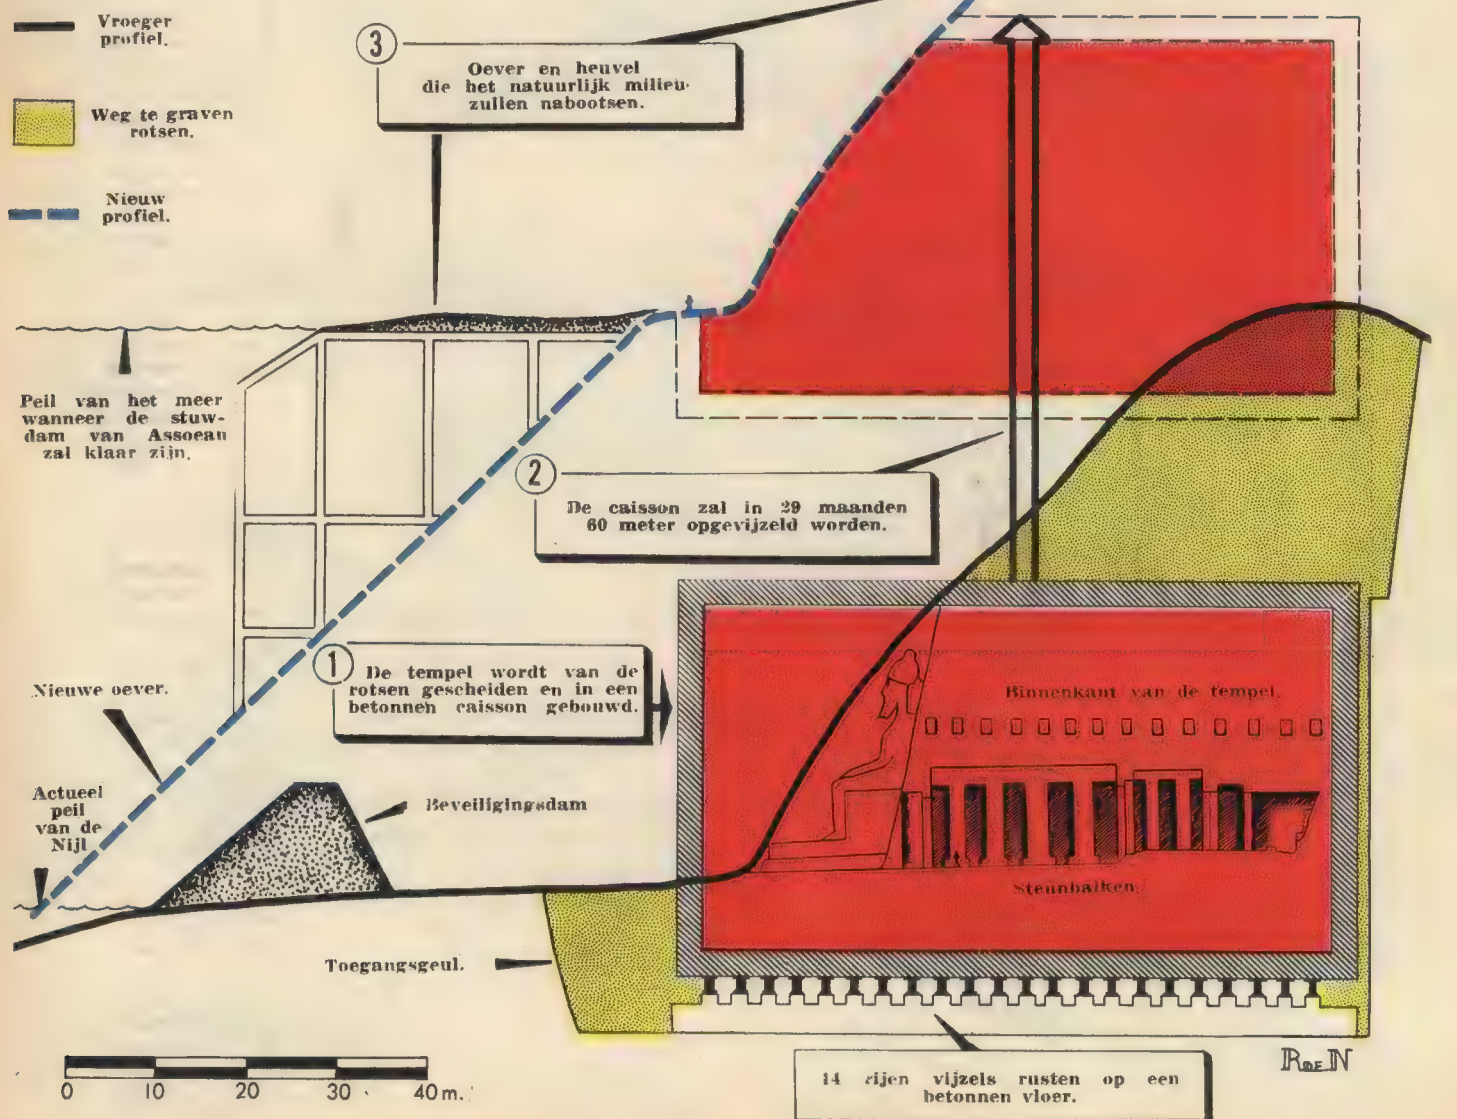 Vroeger
profiel.
Weg te graven
rotsen.
Nieuw
profiel.
3
Oever en heuvel
die het natuurlijk milieu
zullen nabootsen.
Peil van het meer
wanneer de stuw-
dam van Assoean
zal klaar zijn.
2
De caisson zal in 29 maanden
60 meter opgevijzeld worden.
1
De tempel wordt van de
rotsen gescheiden en in een
betonnen caisson gebouwd.
Nieuwe oever.
Binnenkant van de tempel.
Actueel
peil
van de
Nijl
Beveiligingsdam
Steunbalken.
Toegangsgeul.
0 10 20 30 40 m.
14 rijen vijzels rusten op een
betonnen vloer.
R DE N